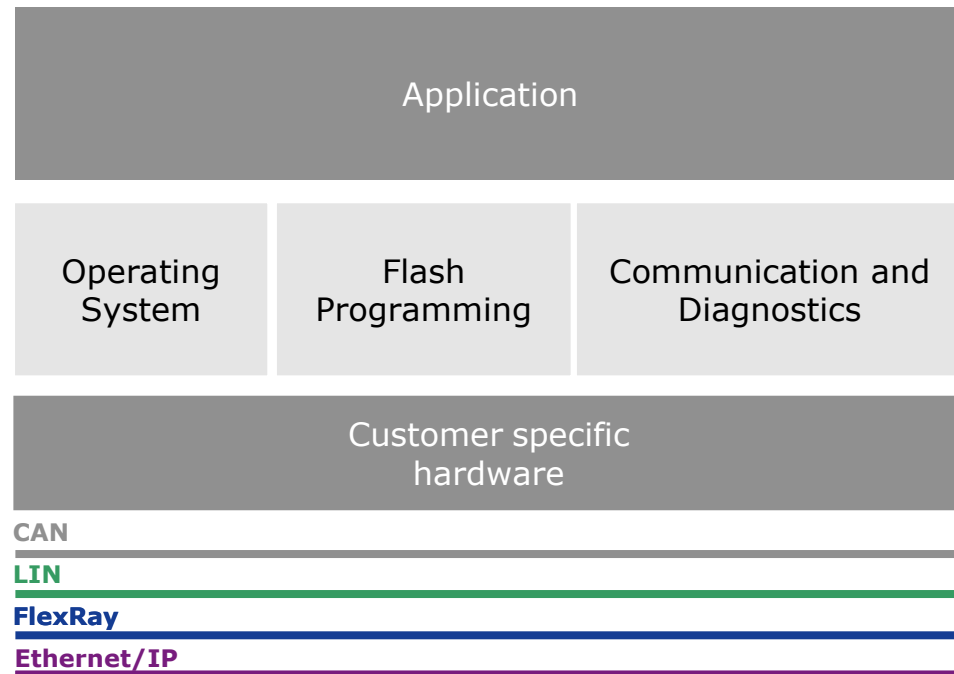 Application
Operating
System
Flash
Programming
Communication and
Diagnostics
Customer specific
hardware
CAN
LIN
FlexRay
Ethernet/IP